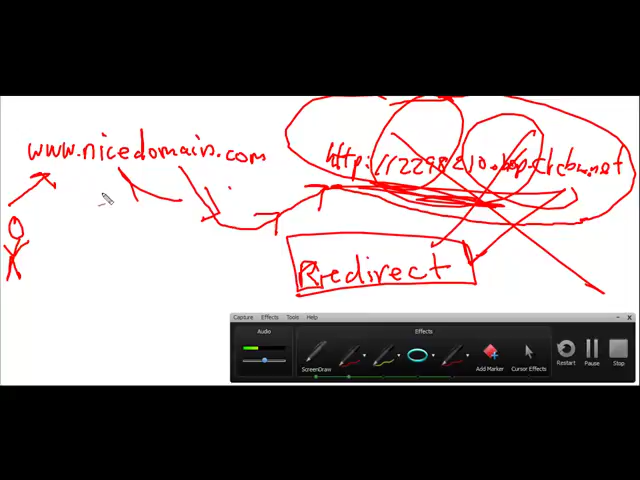 www.nicedomain.com
Redirect
Capture Effects Tools Help
Audio
Effects
ScreenDraw
Add Marker
Cursor Effects
Restart
Pause
Stop